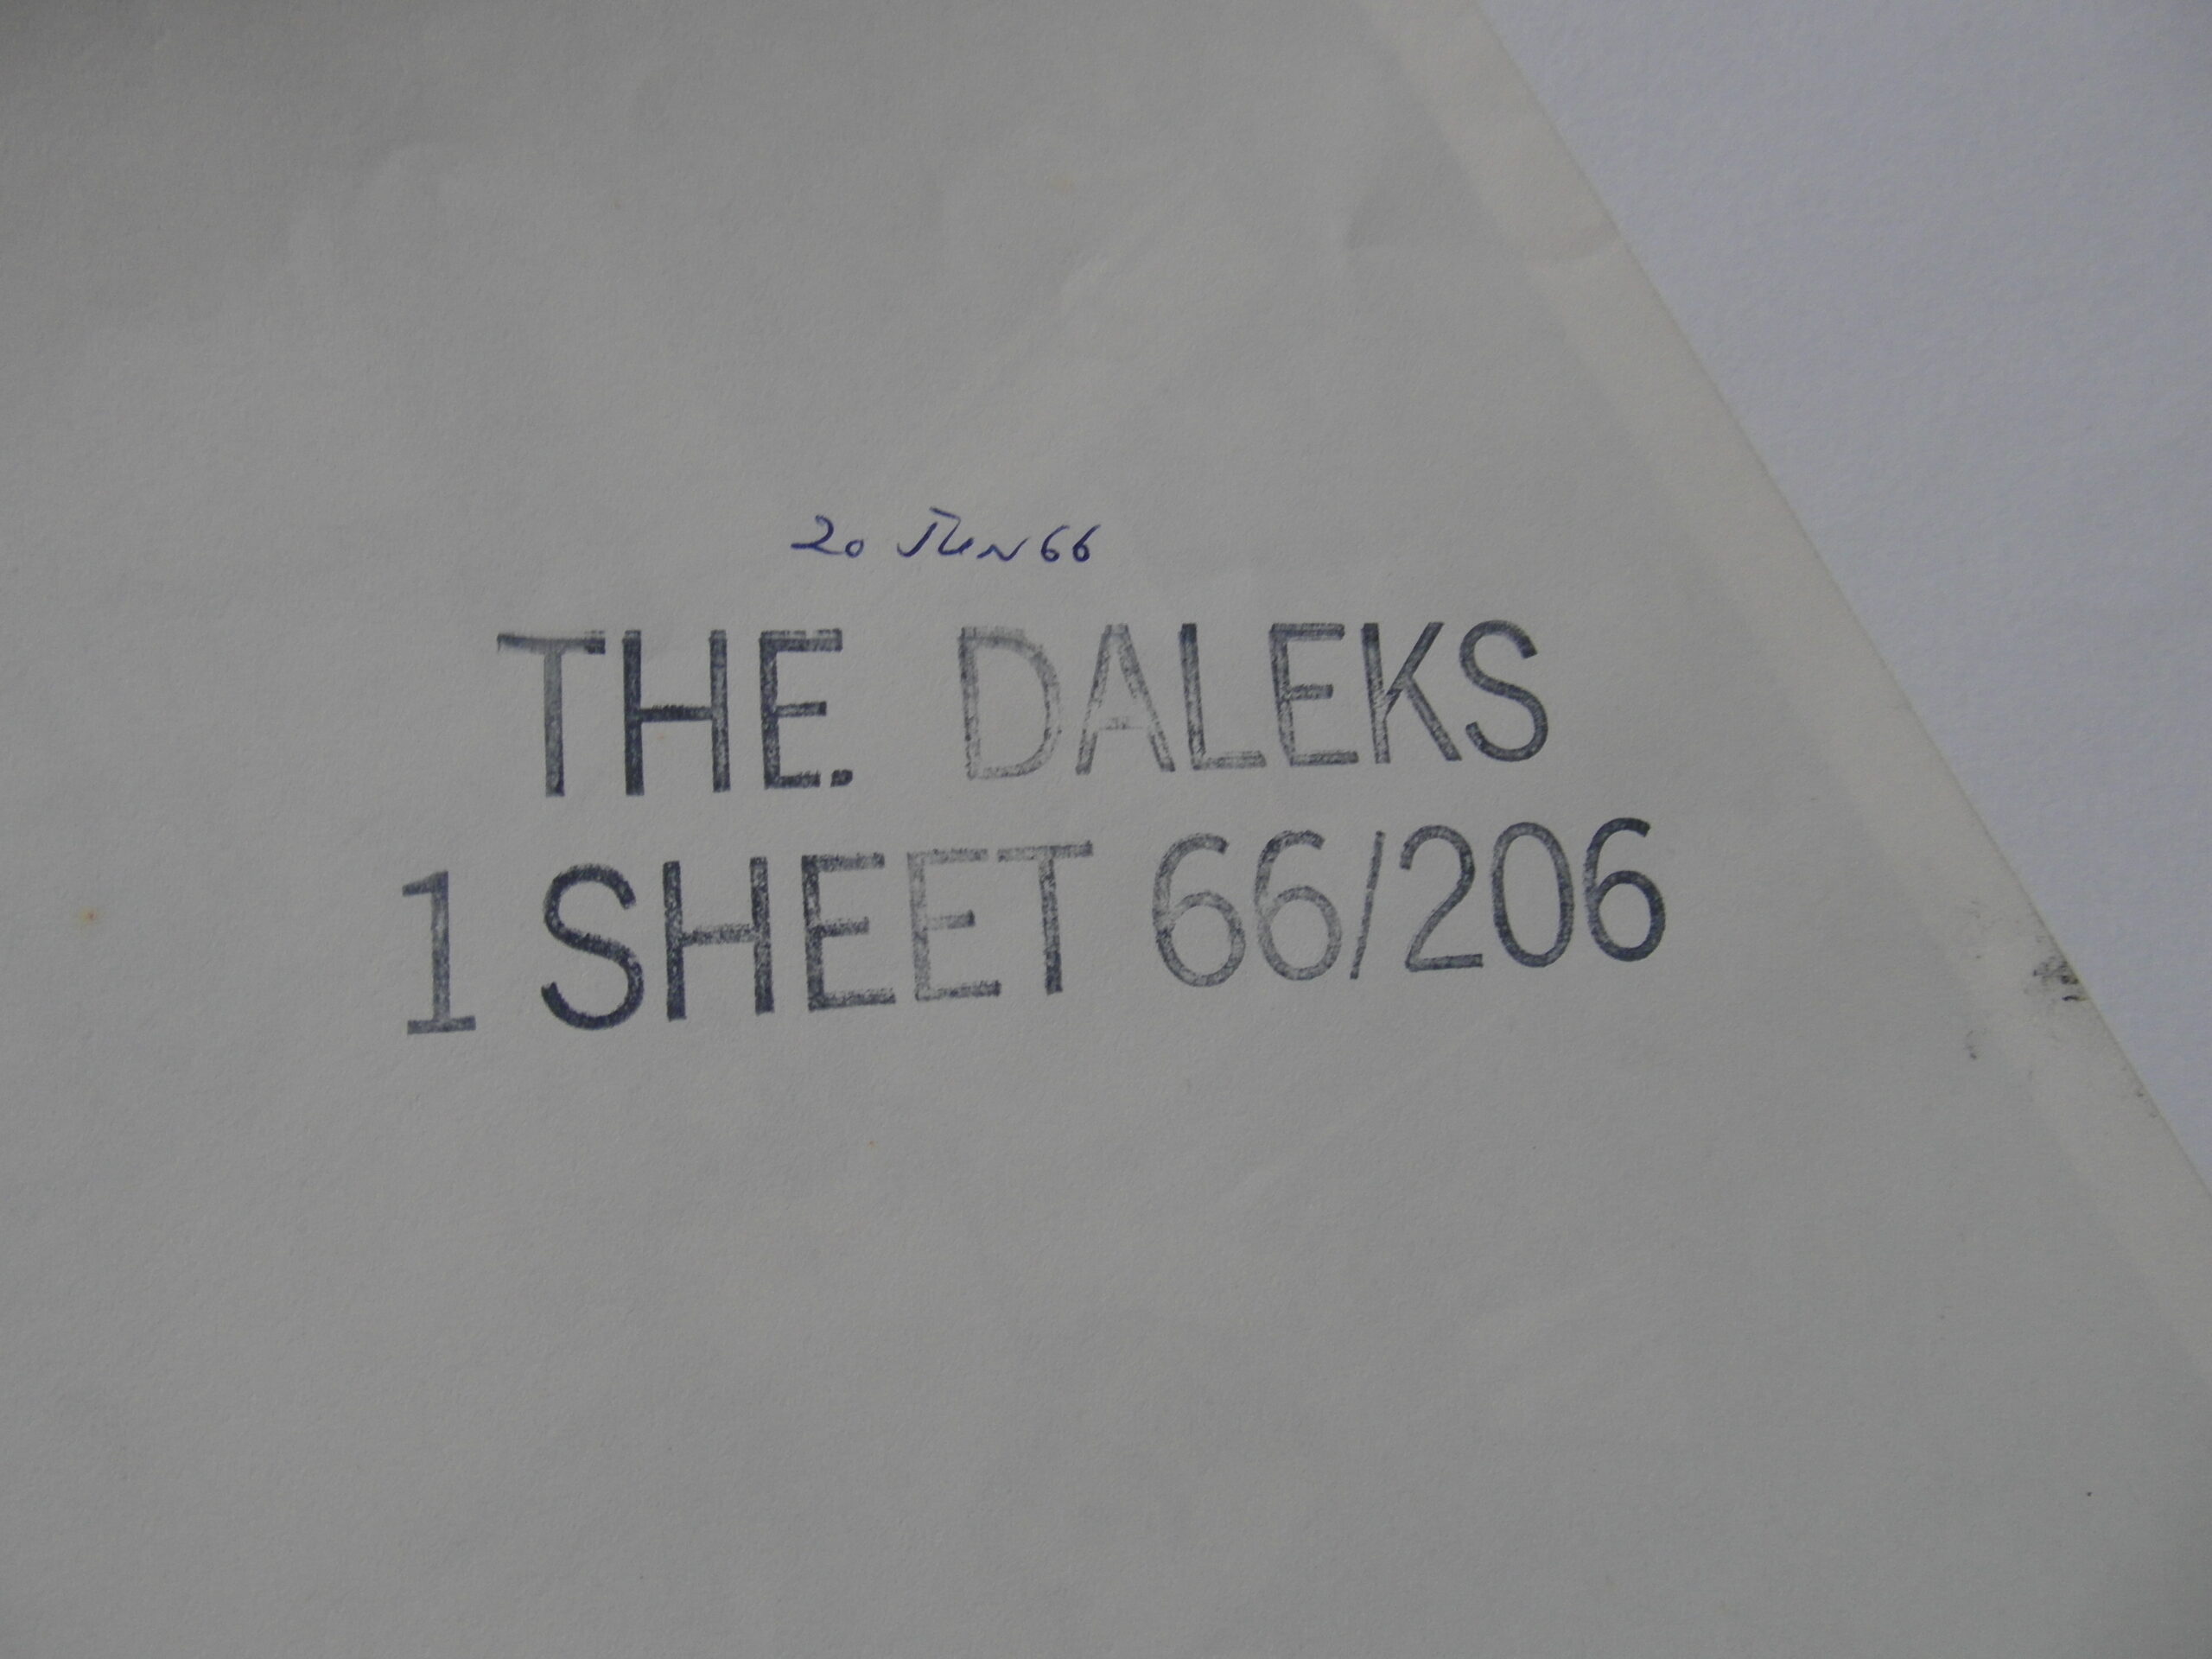 20 Jun 66
THE. DALEKS
1 SHEET 66/206